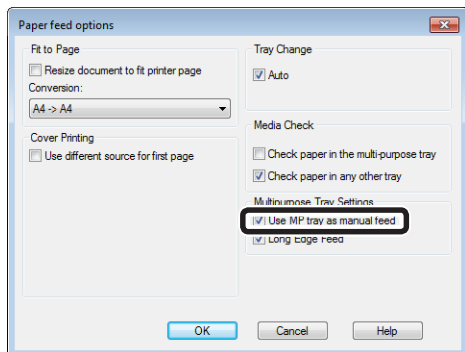 Paper feed options
Fit to Page
Resize document to fit printer page
Conversion:
A4 -> A4
Cover Printing
Use different source for first page
Tray Change
Auto
Media Check
Check paper in the multi-purpose tray
Check paper in any other tray
Multipurpose Tray Settings
Use MP tray as manual feed
Long Edge Feed
OK
Cancel
Help